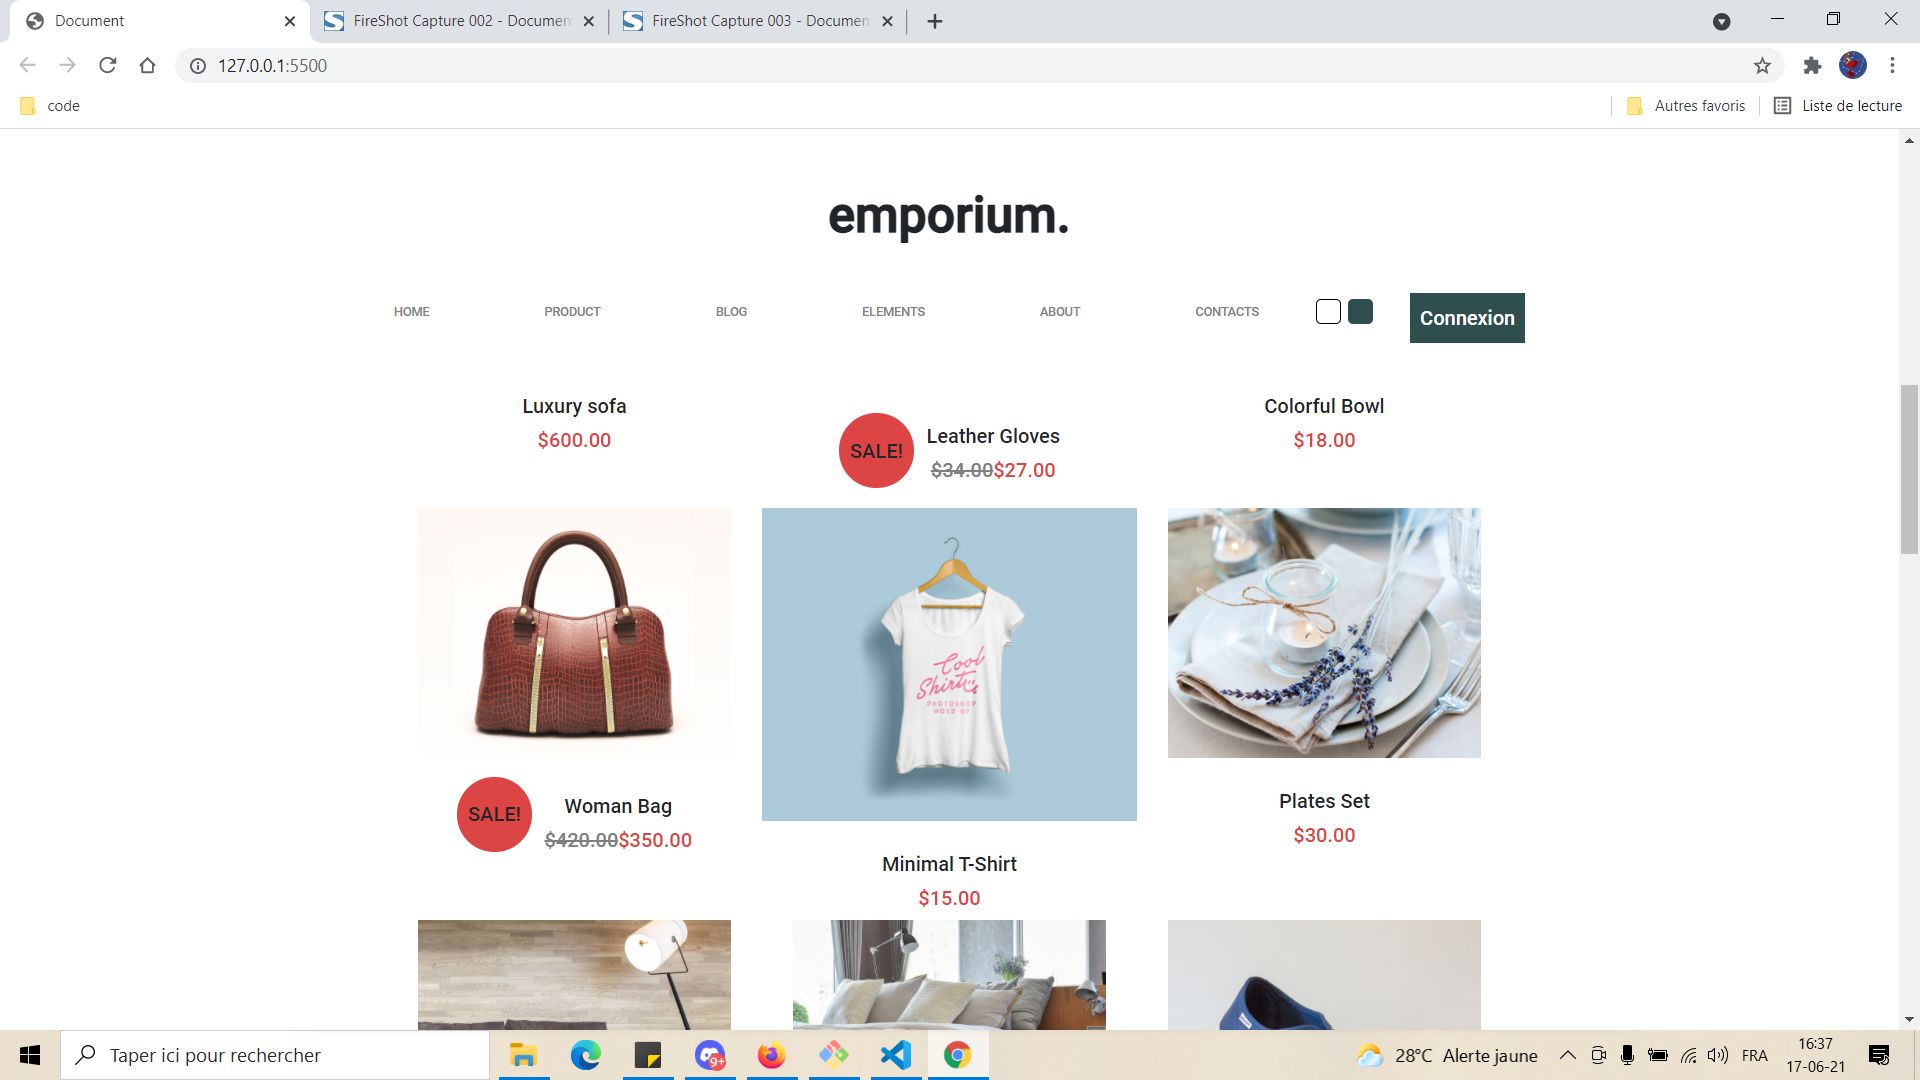 Document
FireShot Capture 002 - Documen
FireShot Capture 003 - Documen
127.0.0.1:5500
code
Autres favoris
Liste de lecture
emporium.
HOME
PRODUCT
BLOG
ELEMENTS
ABOUT
CONTACTS
Connexion
Luxury sofa
$600.00
SALE!
Leather Gloves
$34.00$27.00
Colorful Bowl
$18.00
Cool
Shirts
PHOTOSHOP
MOCK-UP
SALE!
Woman Bag
$420.00$350.00
Minimal T-Shirt
$15.00
Plates Set
$30.00
Taper ici pour rechercher
9+
28°C Alerte jaune
FRA
16:37
17-06-21